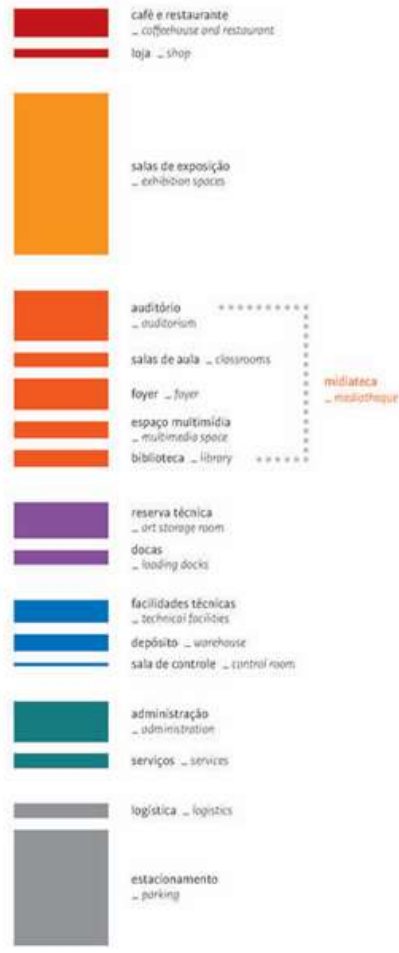 café e restaurante
_ coffeehouse and restaurant
loja _ shop
salas de exposição
_ exhibition spaces
auditório
_ auditorium
salas de aula _ classrooms
foyer _ foyer
espaço multimídia
_ multimedia space
biblioteca _ library
midiateca
_ mediatheque
reserva técnica
_ art storage room
docas
_ loading docks
facilidades técnicas
_ technical facilities
depósito _ warehouse
sala de controle _ control room
administração
_ administration
serviços _ services
logística _ logistics
estacionamento
_ parking